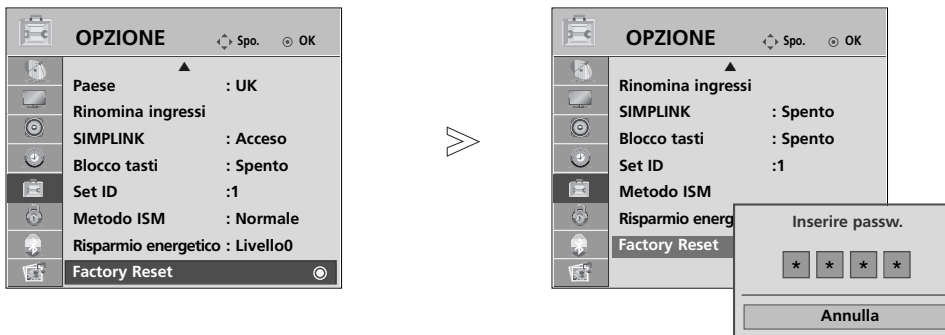 OPZIONE Spo. OK
Paese : UK
Rinomina ingressi
SIMPLINK : Acceso
Blocco tasti : Spento
Set ID :1
Metodo ISM : Normale
Risparmio energetico : Livello0
Factory Reset
OPZIONE Spo. OK
Rinomina ingressi
SIMPLINK : Spento
Blocco tasti : Spento
Set ID :1
Metodo ISM
Risparmio energ
Factory Reset
Inserire passw.
* * * *
Annulla